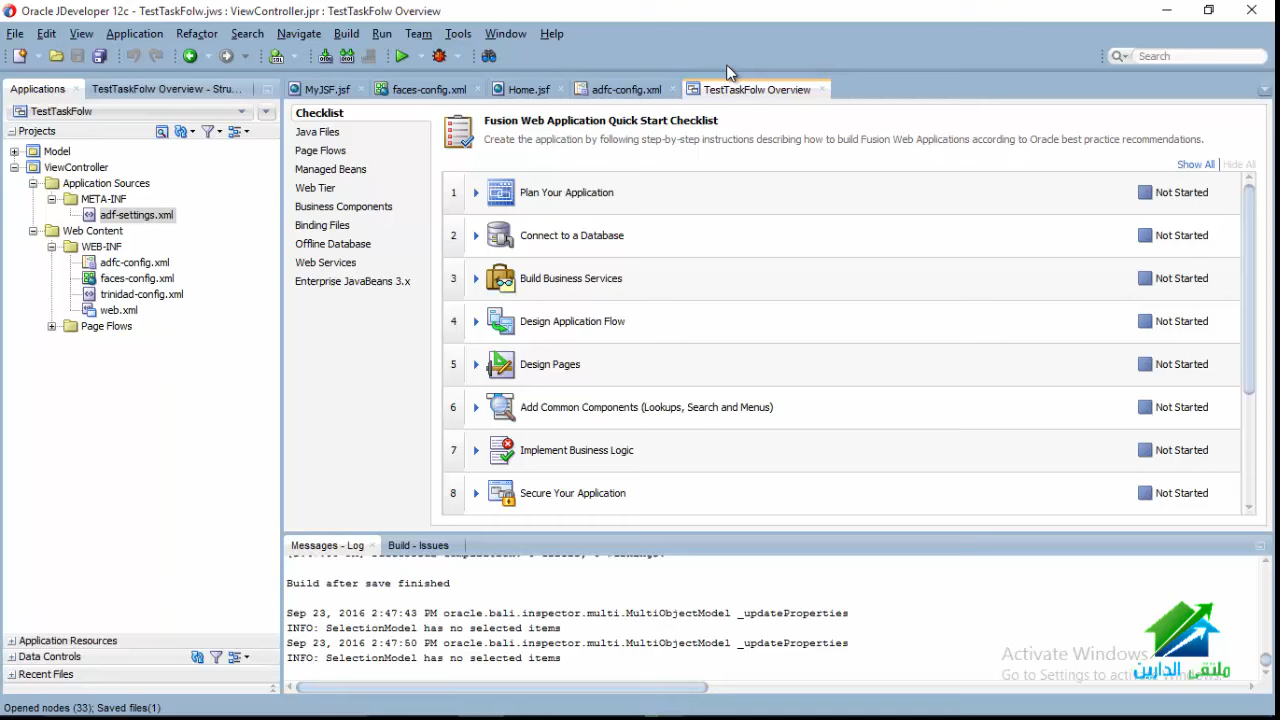 Oracle JDeveloper 12c - TestTaskFolw.jws : ViewController.jpr : TestTaskFolw Overview
File Edit View Application Refactor Search Navigate Build Run Team Tools Window Help
Search
Applications
TestTaskFolw Overview - Stru...
MyJSF.jsf
faces-config.xml
Home.jsf
adfc-config.xml
TestTaskFolw Overview
TestTaskFolw
Projects
Model
ViewController
Application Sources
META-INF
adf-settings.xml
Web Content
WEB-INF
adfc-config.xml
faces-config.xml
trinidad-config.xml
web.xml
Page Flows
Application Resources
Data Controls
Recent Files
Checklist
Java Files
Page Flows
Managed Beans
Web Tier
Business Components
Binding Files
Offline Database
Web Services
Enterprise JavaBeans 3.x
Fusion Web Application Quick Start Checklist
Create the application by following step-by-step instructions describing how to build Fusion Web Applications according to Oracle best practice recommendations.
Show All Hide All
1 Plan Your Application Not Started
2 Connect to a Database Not Started
3 Build Business Services Not Started
4 Design Application Flow Not Started
5 Design Pages Not Started
6 Add Common Components (Lookups, Search and Menus) Not Started
7 Implement Business Logic Not Started
8 Secure Your Application Not Started
Messages - Log
Build - Issues
Build after save finished
Sep 23, 2016 2:47:43 PM oracle.bali.inspector.multi.MultiObjectModel _updateProperties
INFO: SelectionModel has no selected items
Sep 23, 2016 2:47:50 PM oracle.bali.inspector.multi.MultiObjectModel _updateProperties
INFO: SelectionModel has no selected items
Activate Windows
Go to Settings to activate Windows.
ملتقى الدارين
Opened nodes (33); Saved files(1)